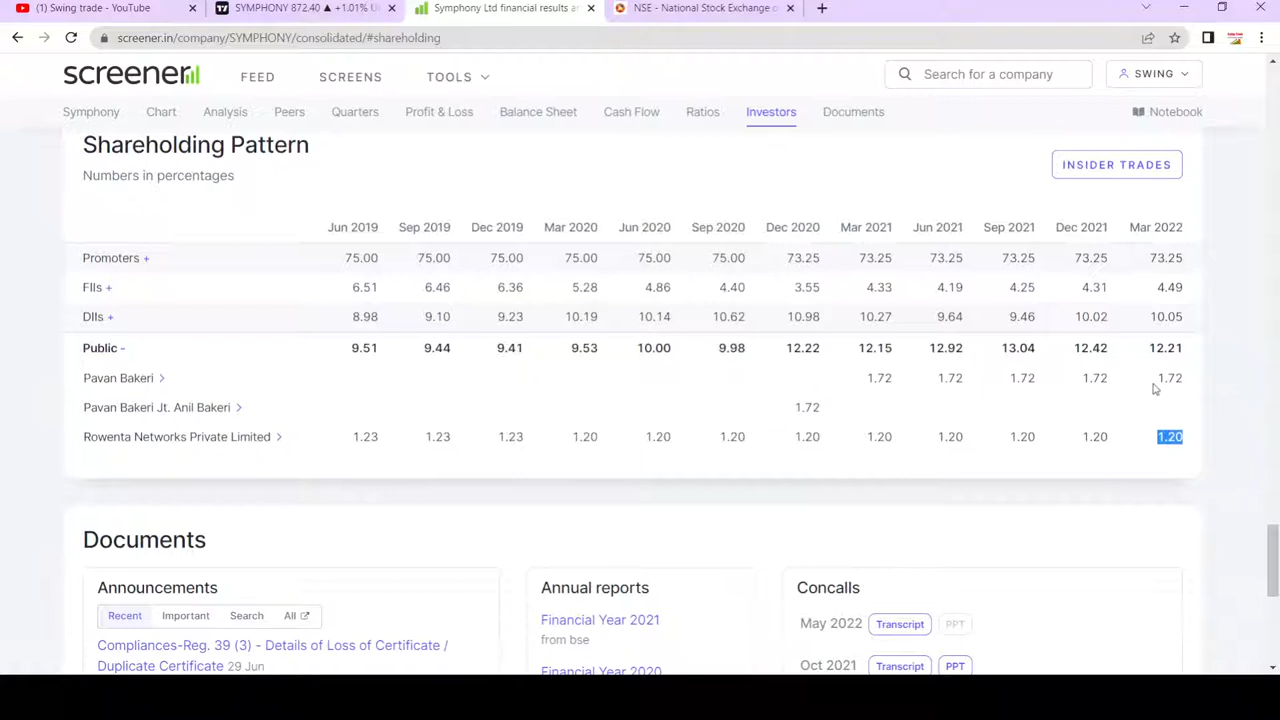 Swing trade - YouTube
SYMPHONY 872.40 ▲ +1.01% U
Symphony Ltd financial results a
NSE - National Stock Exchange o
screener.in/company/SYMPHONY/consolidated/#shareholding
screener
FEED
SCREENS
TOOLS
Search for a company
SWING
Symphony
Chart
Analysis
Peers
Quarters
Profit & Loss
Balance Sheet
Cash Flow
Ratios
Investors
Documents
Notebook
Shareholding Pattern
Numbers in percentages
INSIDER TRADES
Jun 2019 Sep 2019 Dec 2019 Mar 2020 Jun 2020 Sep 2020 Dec 2020 Mar 2021 Jun 2021 Sep 2021 Dec 2021 Mar 2022
Promoters + 75.00 75.00 75.00 75.00 75.00 75.00 73.25 73.25 73.25 73.25 73.25 73.25
FIIs + 6.51 6.46 6.36 5.28 4.86 4.40 3.55 4.33 4.19 4.25 4.31 4.49
DIIs + 8.98 9.10 9.23 10.19 10.14 10.62 10.98 10.27 9.64 9.46 10.02 10.05
Public - 9.51 9.44 9.41 9.53 10.00 9.98 12.22 12.15 12.92 13.04 12.42 12.21
Pavan Bakeri > 1.72 1.72 1.72 1.72 1.72
Pavan Bakeri Jt. Anil Bakeri > 1.72
Rowenta Networks Private Limited > 1.23 1.23 1.23 1.20 1.20 1.20 1.20 1.20 1.20 1.20 1.20 1.20
Documents
Announcements
Recent
Important
Search
All
Compliances-Reg. 39 (3) - Details of Loss of Certificate /
Duplicate Certificate 29 Jun
Annual reports
Financial Year 2021
from bse
Financial Year 2020
Concalls
May 2022 Transcript PPT
Oct 2021 Transcript PPT